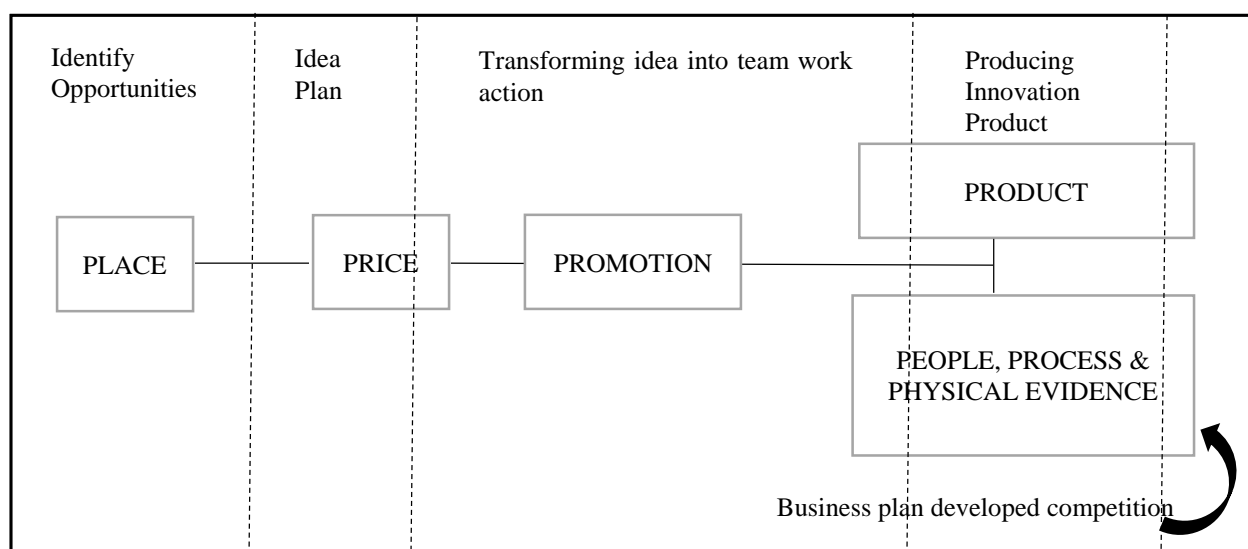 Identify
Opportunities
Idea
Plan
Transforming idea into team work
action
Producing
Innovation
Product
PLACE
PRICE
PROMOTION
PRODUCT
PEOPLE, PROCESS &
PHYSICAL EVIDENCE
Business plan developed competition